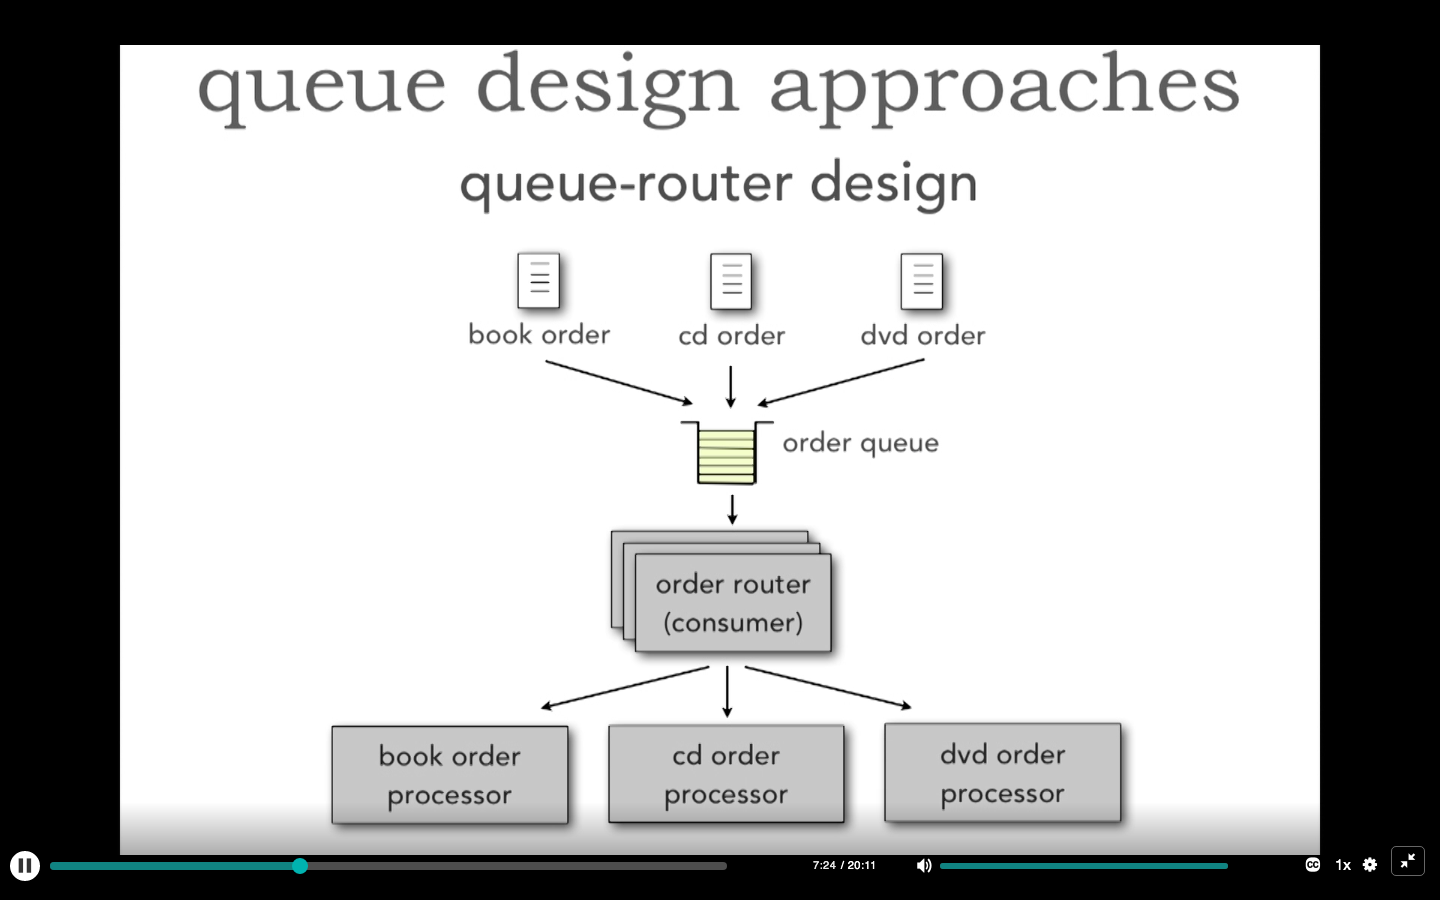 queue design approaches
queue-router design
book order
cd order
dvd order
order queue
order router
(consumer)
book order
processor
cd order
processor
dvd order
processor
7:24 / 20:11
CC
1x